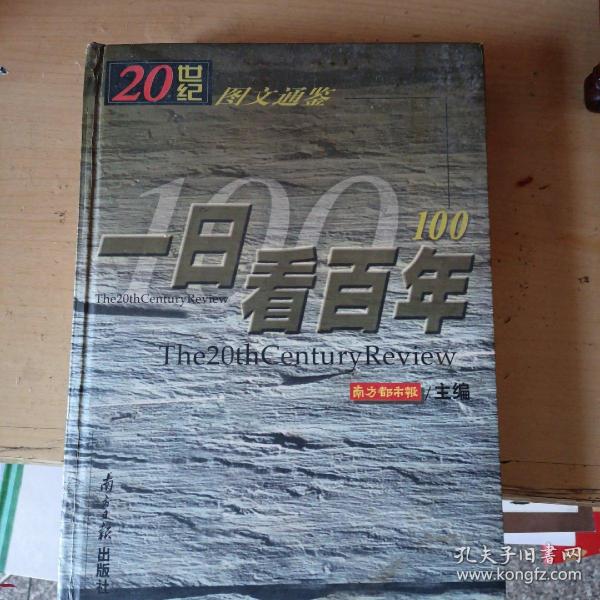 20世纪
图文通鉴
100
100
一日看百年
The20thCenturyReview
The20thCenturyReview
南方都市報/主编
南方日报出版社
孔夫子旧书网
www.kongfz.com